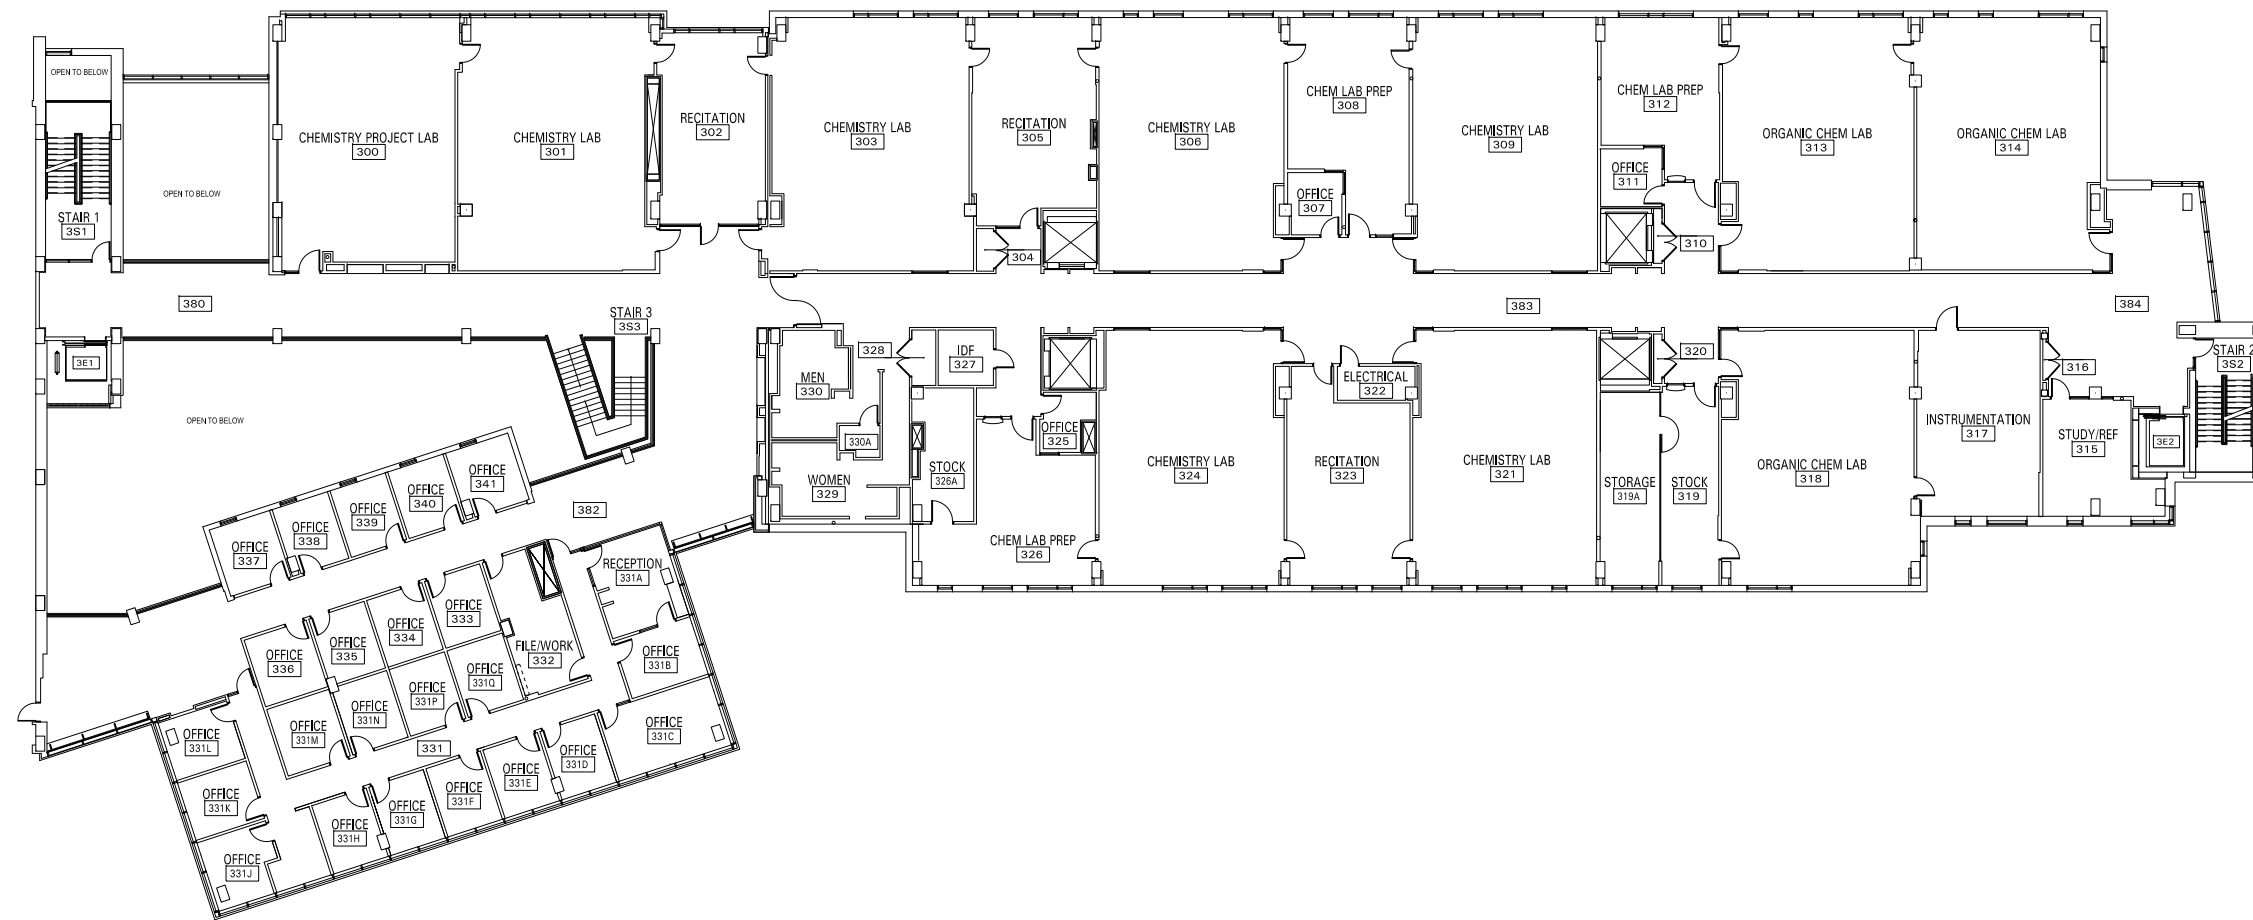 OPEN TO BELOW
STAIR 1
3S1
OPEN TO BELOW
CHEMISTRY PROJECT LAB
300
CHEMISTRY LAB
301
RECITATION
302
CHEMISTRY LAB
303
304
RECITATION
305
CHEMISTRY LAB
306
OFFICE
307
CHEM LAB PREP
308
CHEMISTRY LAB
309
310
OFFICE
311
CHEM LAB PREP
312
ORGANIC CHEM LAB
313
ORGANIC CHEM LAB
314
380
STAIR 3
3S3
383
384
3E1
OPEN TO BELOW
MEN
330
330A
WOMEN
329
328
IDF
327
STOCK
326A
OFFICE
325
CHEM LAB PREP
326
CHEMISTRY LAB
324
RECITATION
323
ELECTRICAL
322
CHEMISTRY LAB
321
320
STORAGE
319A
STOCK
319
ORGANIC CHEM LAB
318
INSTRUMENTATION
317
316
STUDY/REF
315
3E2
STAIR 2
3S2
OFFICE
341
OFFICE
340
OFFICE
339
OFFICE
338
OFFICE
337
382
RECEPTION
331A
OFFICE
333
OFFICE
334
OFFICE
335
OFFICE
336
FILE/WORK
332
OFFICE
331B
OFFICE
331Q
OFFICE
331P
OFFICE
331N
OFFICE
331M
331
OFFICE
331C
OFFICE
331D
OFFICE
331E
OFFICE
331F
OFFICE
331G
OFFICE
331H
OFFICE
331L
OFFICE
331K
OFFICE
331J